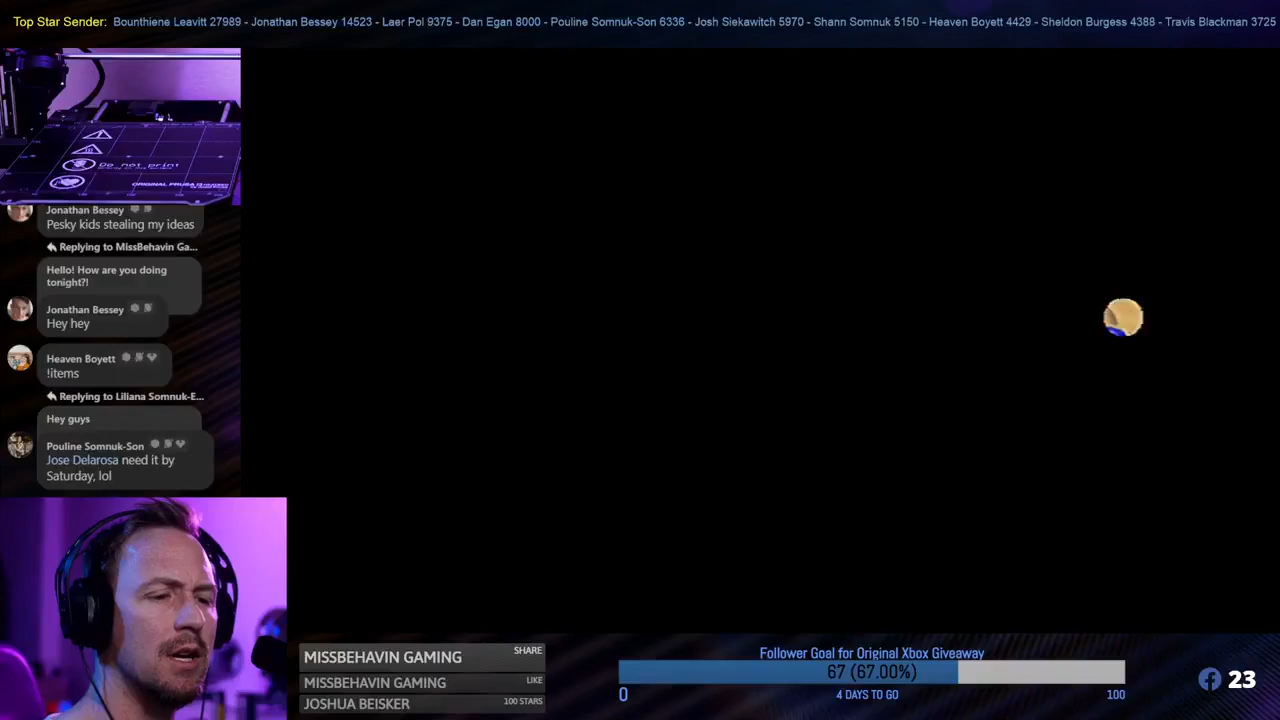 Top Star Sender: Bounthiene Leavitt 27989 - Jonathan Bessey 14523 - Laer Pol 9375 - Dan Egan 8000 - Pouline Somnuk-Son 6336 - Josh Siekawitch 5970 - Shann Somnuk 5150 - Heaven Boyett 4429 - Sheldon Burgess 4388 - Travis Blackman 3725
Do not print
ORIGINAL PRUSA
Jonathan Bessey
Pesky kids stealing my ideas
Replying to MissBehavin Ga...
Hello! How are you doing
tonight?!
Jonathan Bessey
Hey hey
Heaven Boyett
!items
Replying to Liliana Somnuk-E...
Hey guys
Pouline Somnuk-Son
Jose Delarosa need it by
Saturday, lol
MISSBEHAVIN GAMING SHARE
MISSBEHAVIN GAMING LIKE
JOSHUA BEISKER 100 STARS
Follower Goal for Original Xbox Giveaway
67 (67.00%)
0 4 DAYS TO GO 100
23